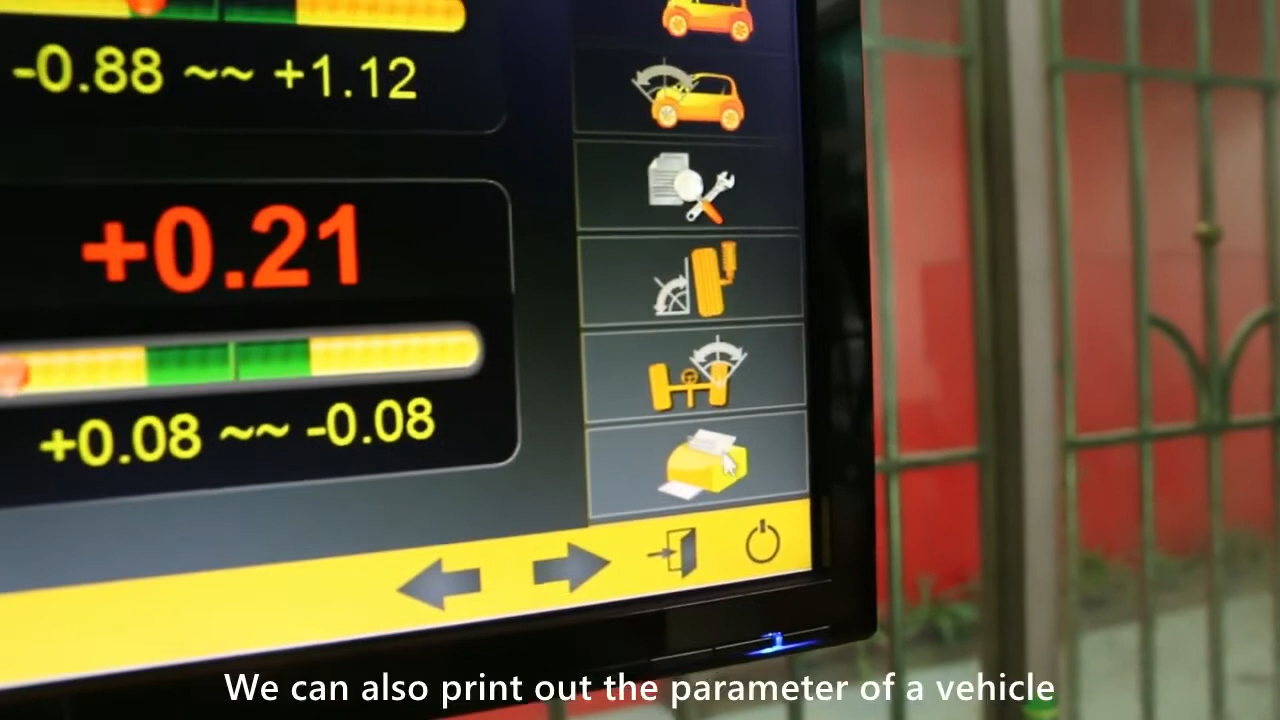 -0.88 ~~ +1.12
+0.21
+0.08 ~~ -0.08
We can also print out the parameter of a vehicle